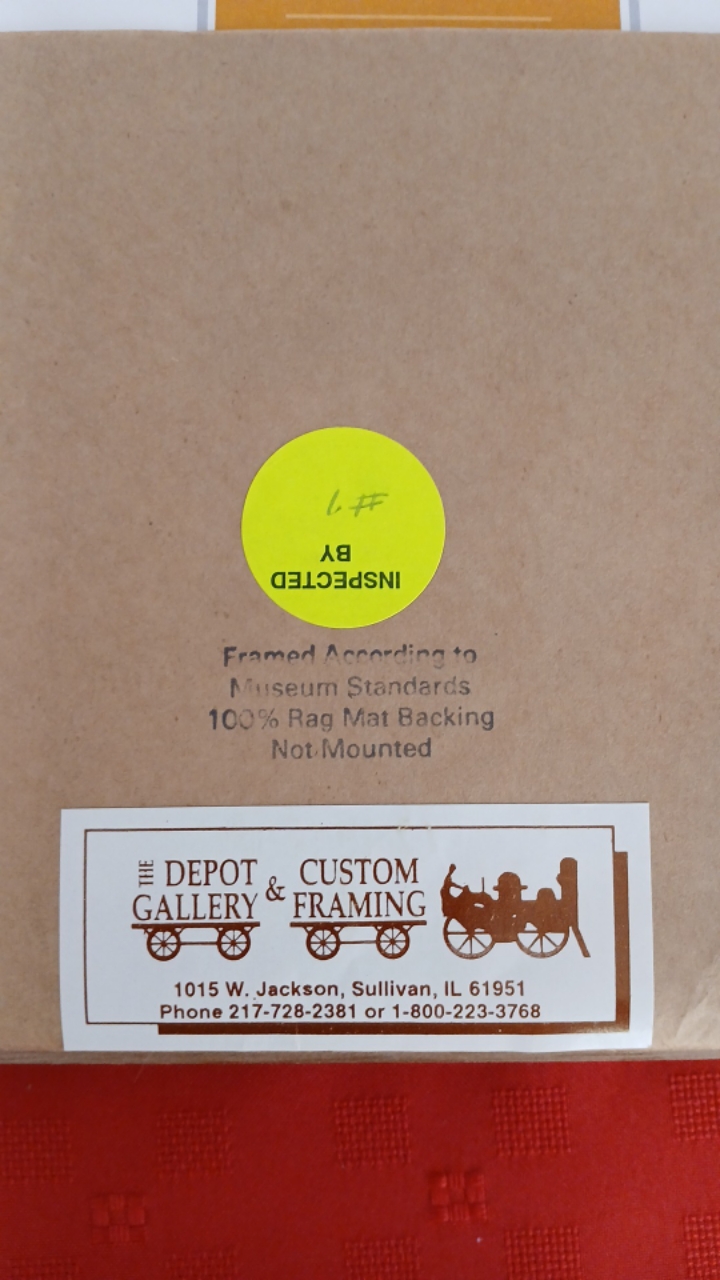 # 1
INSPECTED
BY
Framed According to
Museum Standards
100% Rag Mat Backing
Not Mounted
THE DEPOT GALLERY & CUSTOM FRAMING
1015 W. Jackson, Sullivan, IL 61951
Phone 217-728-2381 or 1-800-223-3768